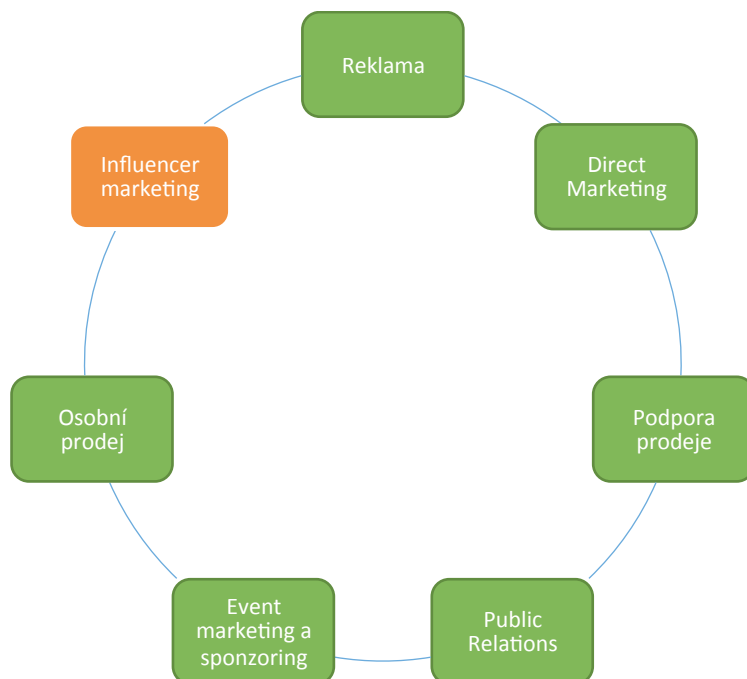 Reklama
Direct
Marketing
Podpora
prodeje
Public
Relations
Event
marketing a
sponzoring
Osobní
prodej
Influencer
marketing